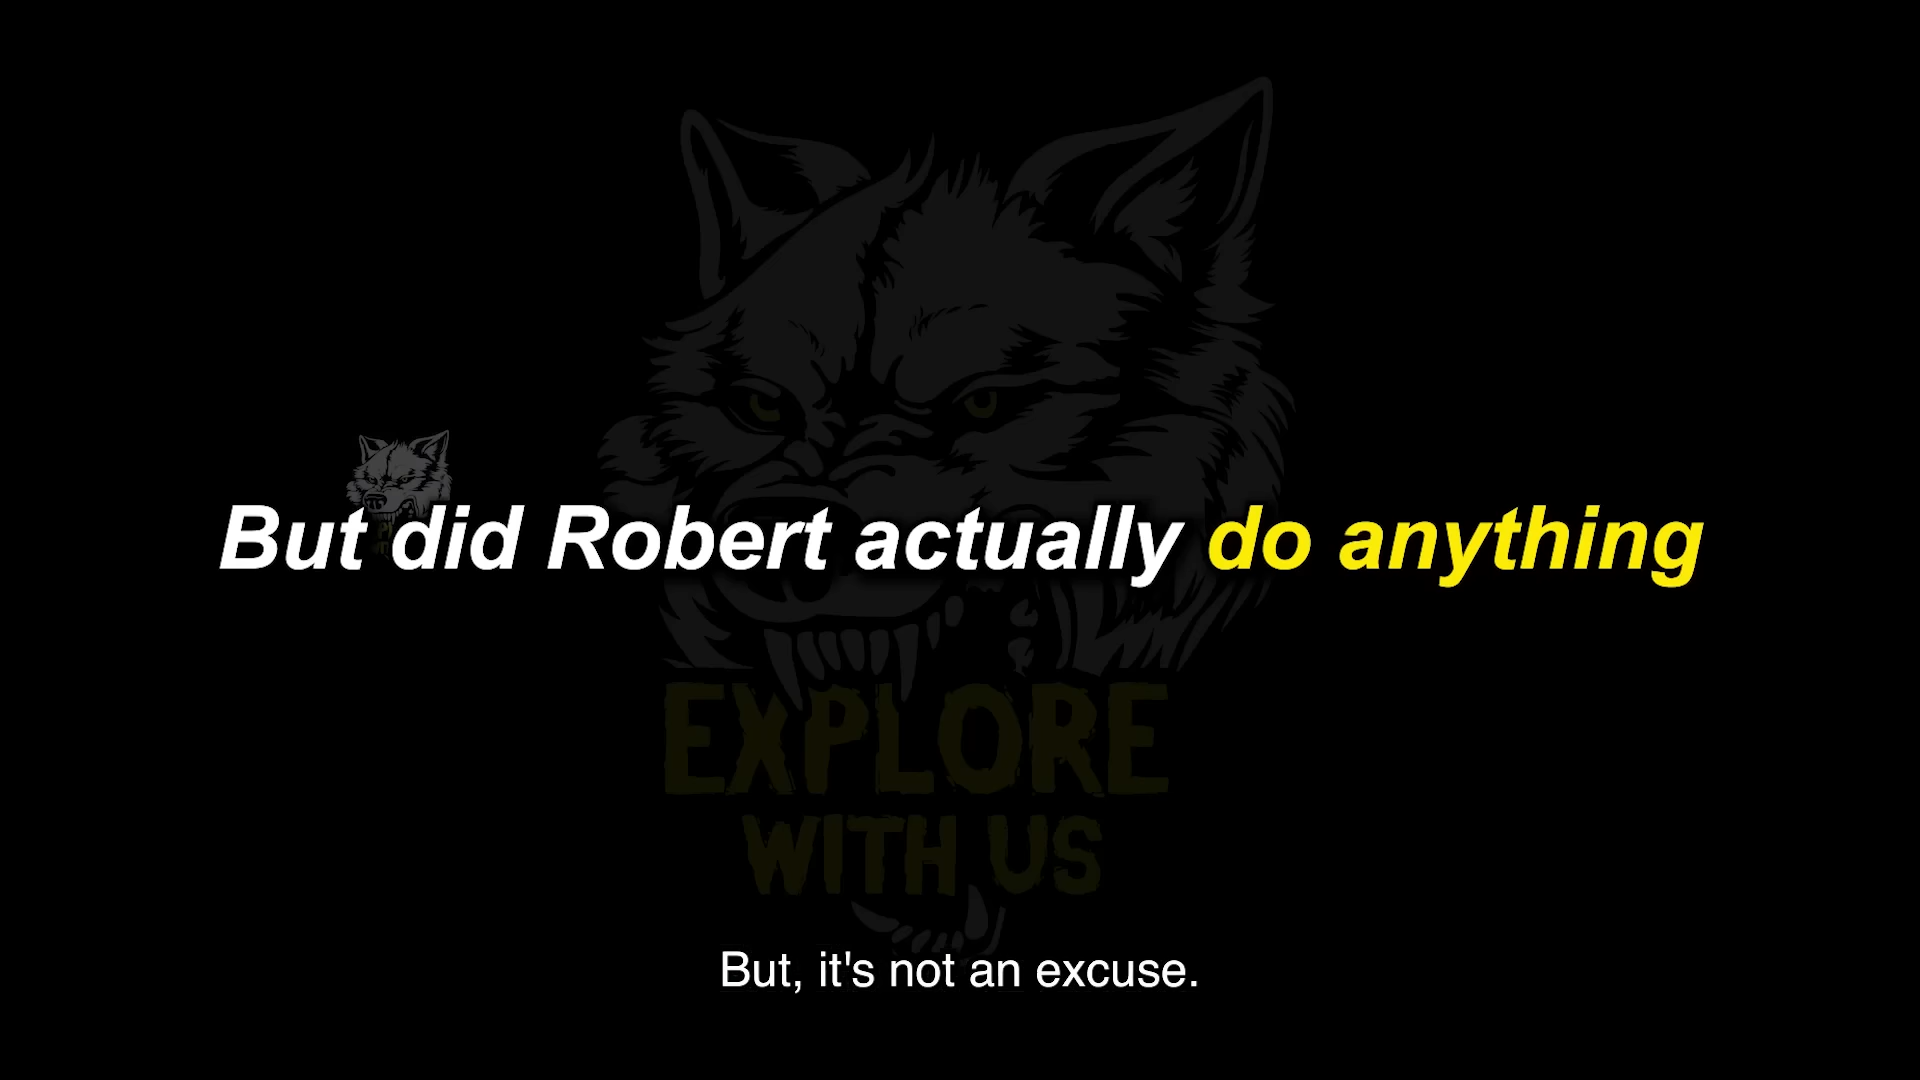 But did Robert actually do anything
EXPLORE
WITH US
But, it's not an excuse.